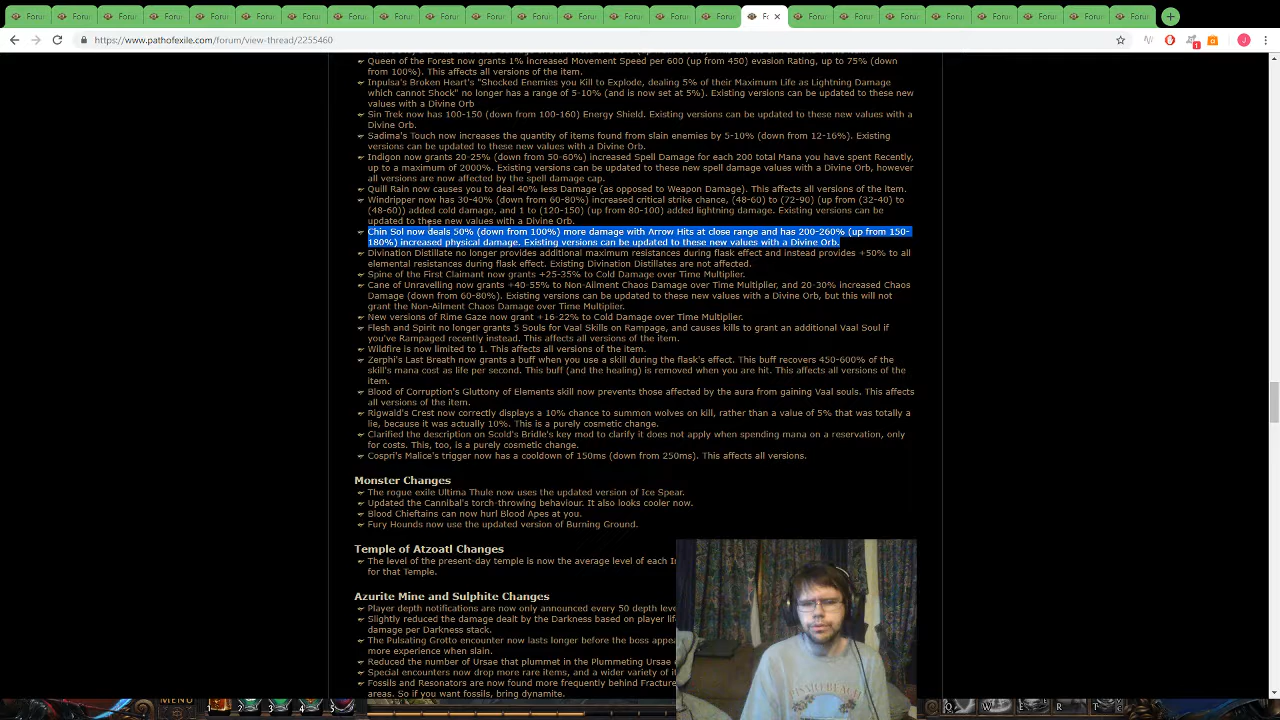 Forur Forur Forur Forur Forur Forur Forur Forur Forur Forur Forur Forur Forur Forur Forur Forur Fc Forur Forur Forur Forur Forur Forur Forur Forur
https://www.pathofexile.com/forum/view-thread/2255460
Queen of the Forest now grants 1% increased Movement Speed per 600 (up from 450) evasion Rating, up to 75% (down
from 100%). This affects all versions of the item.
Inpulsa's Broken Heart's "Shocked Enemies you Kill to Explode, dealing 5% of their Maximum Life as Lightning Damage
which cannot Shock" no longer has a range of 5-10% (and is now set at 5%). Existing versions can be updated to these new
values with a Divine Orb
Sin Trek now has 100-150 (down from 100-160) Energy Shield. Existing versions can be updated to these new values with a
Divine Orb.
Sadima's Touch now increases the quantity of items found from slain enemies by 5-10% (down from 12-16%). Existing
versions can be updated to these new values with a Divine Orb.
Indigon now grants 20-25% (down from 50-60%) increased Spell Damage for each 200 total Mana you have spent Recently,
up to a maximum of 2000%. Existing versions can be updated to these new spell damage values with a Divine Orb, however
all versions are now affected by the spell damage cap.
Quill Rain now causes you to deal 40% less Damage (as opposed to Weapon Damage). This affects all versions of the item.
Windripper now has 30-40% (down from 60-80%) increased critical strike chance, (48-60) to (72-90) (up from (32-40) to
(48-60)) added cold damage, and 1 to (120-150) (up from 80-100) added lightning damage. Existing versions can be
updated to these new values with a Divine Orb.
Chin Sol now deals 50% (down from 100%) more damage with Arrow Hits at close range and has 200-260% (up from 150-
180%) increased physical damage. Existing versions can be updated to these new values with a Divine Orb.
Divination Distillate no longer provides additional maximum resistances during flask effect and instead provides +50% to all
elemental resistances during flask effect. Existing Divination Distillates are not affected.
Spine of the First Claimant now grants +25-35% to Cold Damage over Time Multiplier.
Cane of Unravelling now grants +40-55% to Non-Ailment Chaos Damage over Time Multiplier, and 20-30% increased Chaos
Damage (down from 60-80%). Existing versions can be updated to these new values with a Divine Orb, but this will not
grant the Non-Ailment Chaos Damage over Time Multiplier.
New versions of Rime Gaze now grant +16-22% to Cold Damage over Time Multiplier.
Flesh and Spirit no longer grants 5 Souls for Vaal Skills on Rampage, and causes kills to grant an additional Vaal Soul if
you've Rampaged recently instead. This affects all versions of the item.
Wildfire is now limited to 1. This affects all versions of the item.
Zerphi's Last Breath now grants a buff when you use a skill during the flask's effect. This buff recovers 450-600% of the
skill's mana cost as life per second. This buff (and the healing) is removed when you are hit. This affects all versions of the
item.
Blood of Corruption's Gluttony of Elements skill now prevents those affected by the aura from gaining Vaal souls. This affects
all versions of the item.
Rigwald's Crest now correctly displays a 10% chance to summon wolves on kill, rather than a value of 5% that was totally a
lie, because it was actually 10%. This is a purely cosmetic change.
Clarified the description on Scold's Bridle's key mod to clarify it does not apply when spending mana on a reservation, only
for costs. This, too, is a purely cosmetic change.
Cospri's Malice's trigger now has a cooldown of 150ms (down from 250ms). This affects all versions.
Monster Changes
The rogue exile Ultima Thule now uses the updated version of Ice Spear.
Updated the Cannibal's torch-throwing behaviour. It also looks cooler now.
Blood Chieftains can now hurl Blood Apes at you.
Fury Hounds now use the updated version of Burning Ground.
Temple of Atzoatl Changes
The level of the present-day temple is now the average level of each In
for that Temple.
Azurite Mine and Sulphite Changes
Player depth notifications are now only announced every 50 depth leve
Slightly reduced the damage dealt by the Darkness based on player life
damage per Darkness stack.
The Pulsating Grotto encounter now lasts longer before the boss appea
more experience when slain.
Reduced the number of Ursae that plummet in the Plummeting Ursae e
Special encounters now drop more rare items, and a wider variety of it
Fossils and Resonators are now found more frequently behind Fracture
areas. So if you want fossils, bring dynamite.
MENU 1 2 3 4 5 Q W E R T